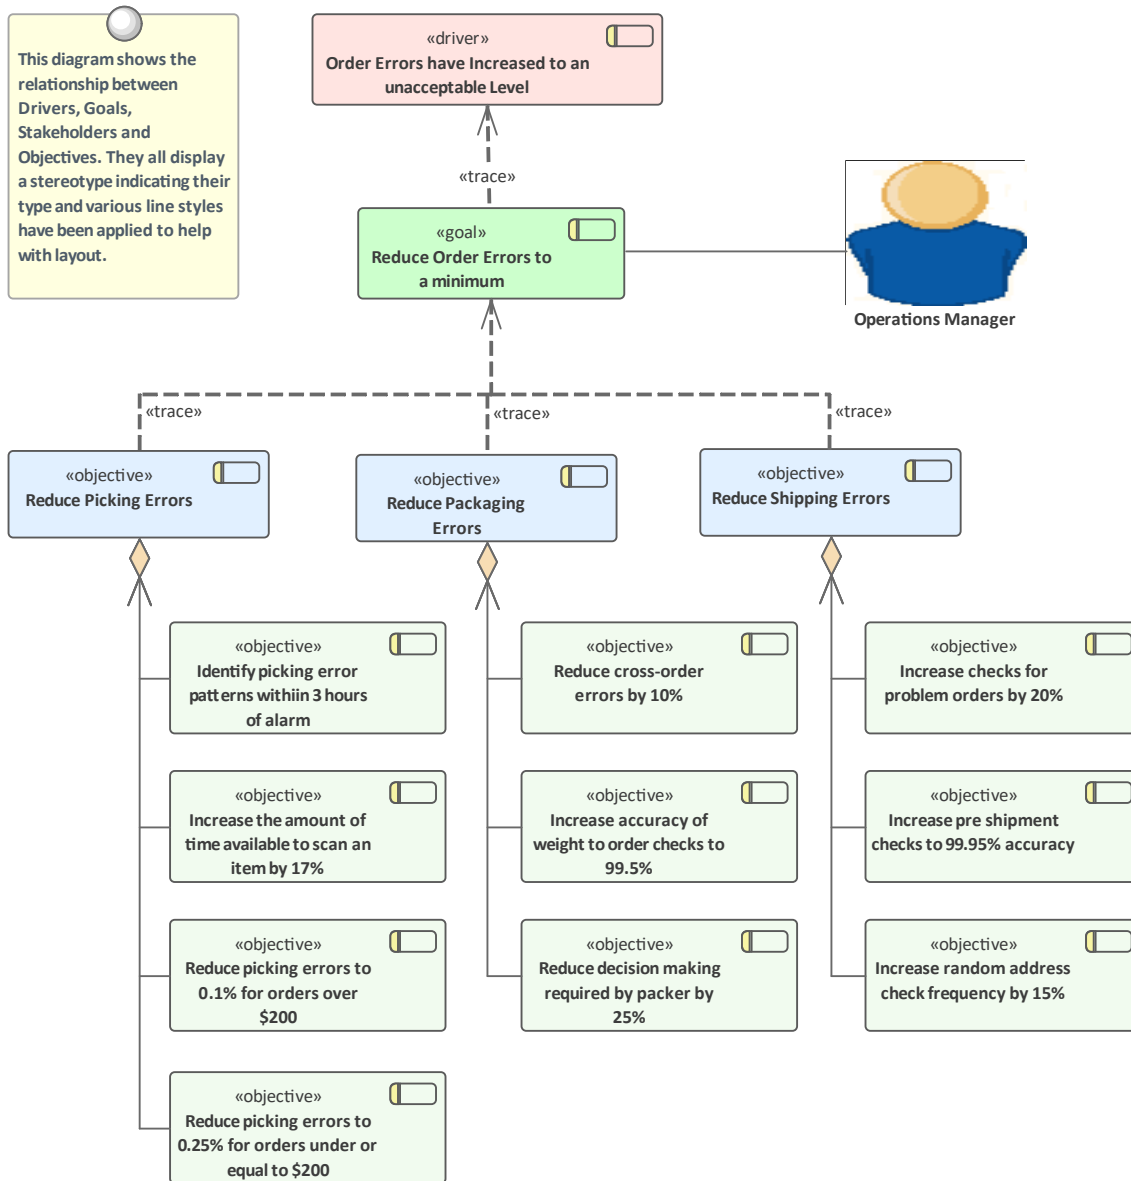 This diagram shows the
relationship between
Drivers, Goals,
Stakeholders and
Objectives. They all display
a stereotype indicating their
type and various line styles
have been applied to help
with layout.
«driver»
Order Errors have Increased to an
unacceptable Level
«trace»
«goal»
Reduce Order Errors to
a minimum
Operations Manager
«trace»
«trace»
«trace»
«objective»
Reduce Picking Errors
«objective»
Reduce Packaging
Errors
«objective»
Reduce Shipping Errors
«objective»
Identify picking error
patterns withiin 3 hours
of alarm
«objective»
Reduce cross-order
errors by 10%
«objective»
Increase checks for
problem orders by 20%
«objective»
Increase the amount of
time available to scan an
item by 17%
«objective»
Increase accuracy of
weight to order checks to
99.5%
«objective»
Increase pre shipment
checks to 99.95% accuracy
«objective»
Reduce picking errors to
0.1% for orders over
$200
«objective»
Reduce decision making
required by packer by
25%
«objective»
Increase random address
check frequency by 15%
«objective»
Reduce picking errors to
0.25% for orders under or
equal to $200